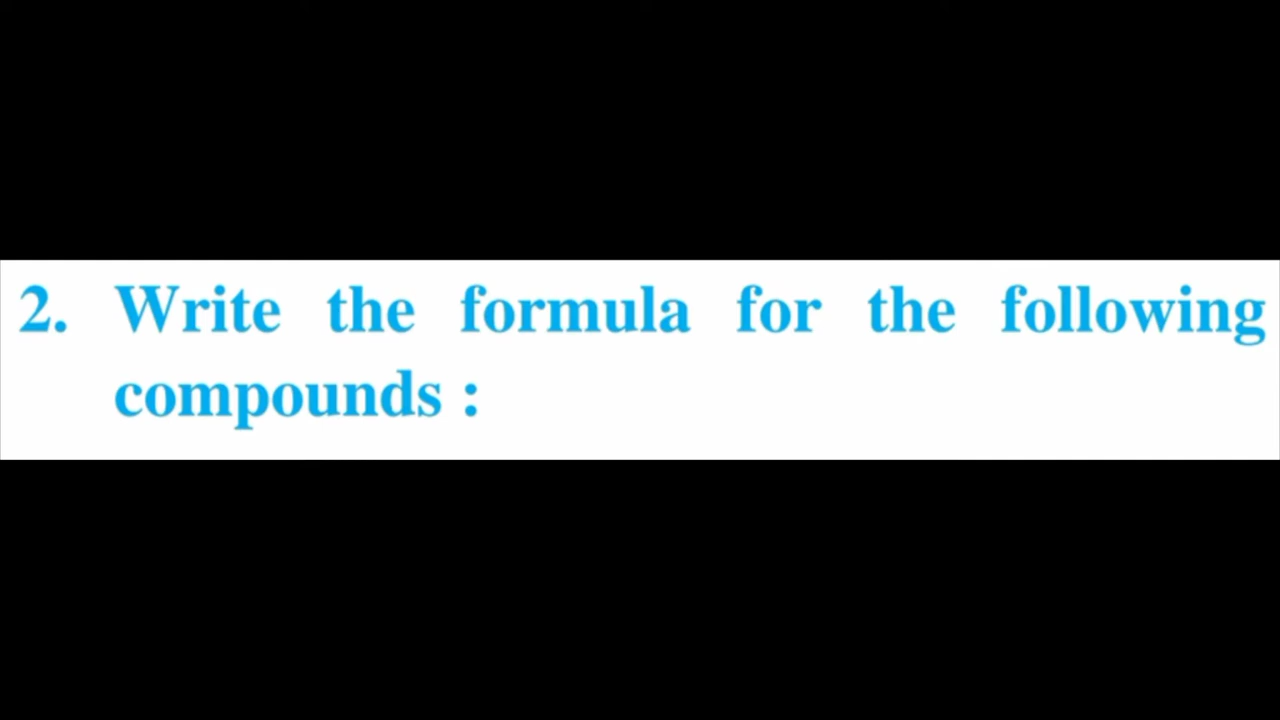 2. Write the formula for the following
compounds :